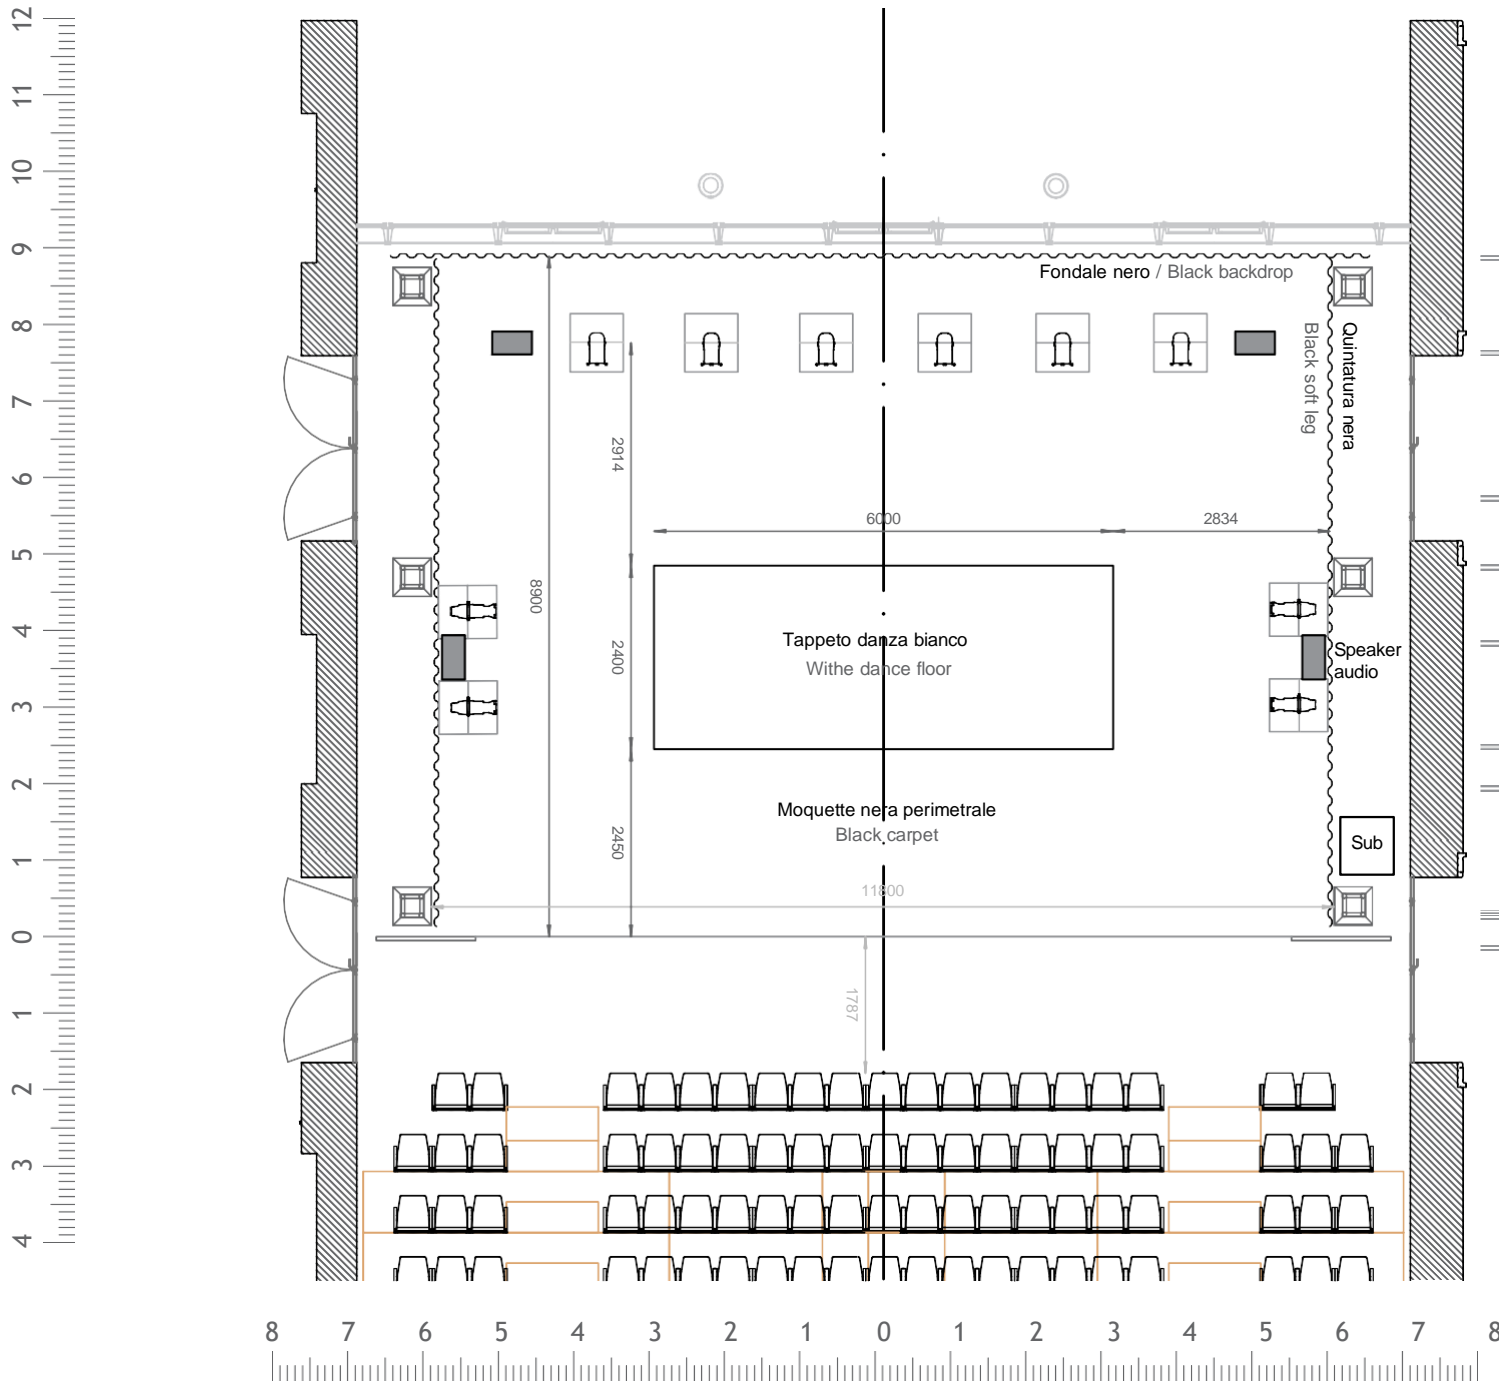 12
11
10
9
8
7
6
5
4
3
2
1
0
1
2
3
4
Fondale nero / Black backdrop
Quintatura nera
Black soft leg
2914
6000
2834
8900
2400
Tappeto danza bianco
Withe dance floor
Speaker
audio
Moquette nera perimetrale
Black carpet
2450
Sub
11800
1787
8 7 6 5 4 3 2 1 0 1 2 3 4 5 6 7 8